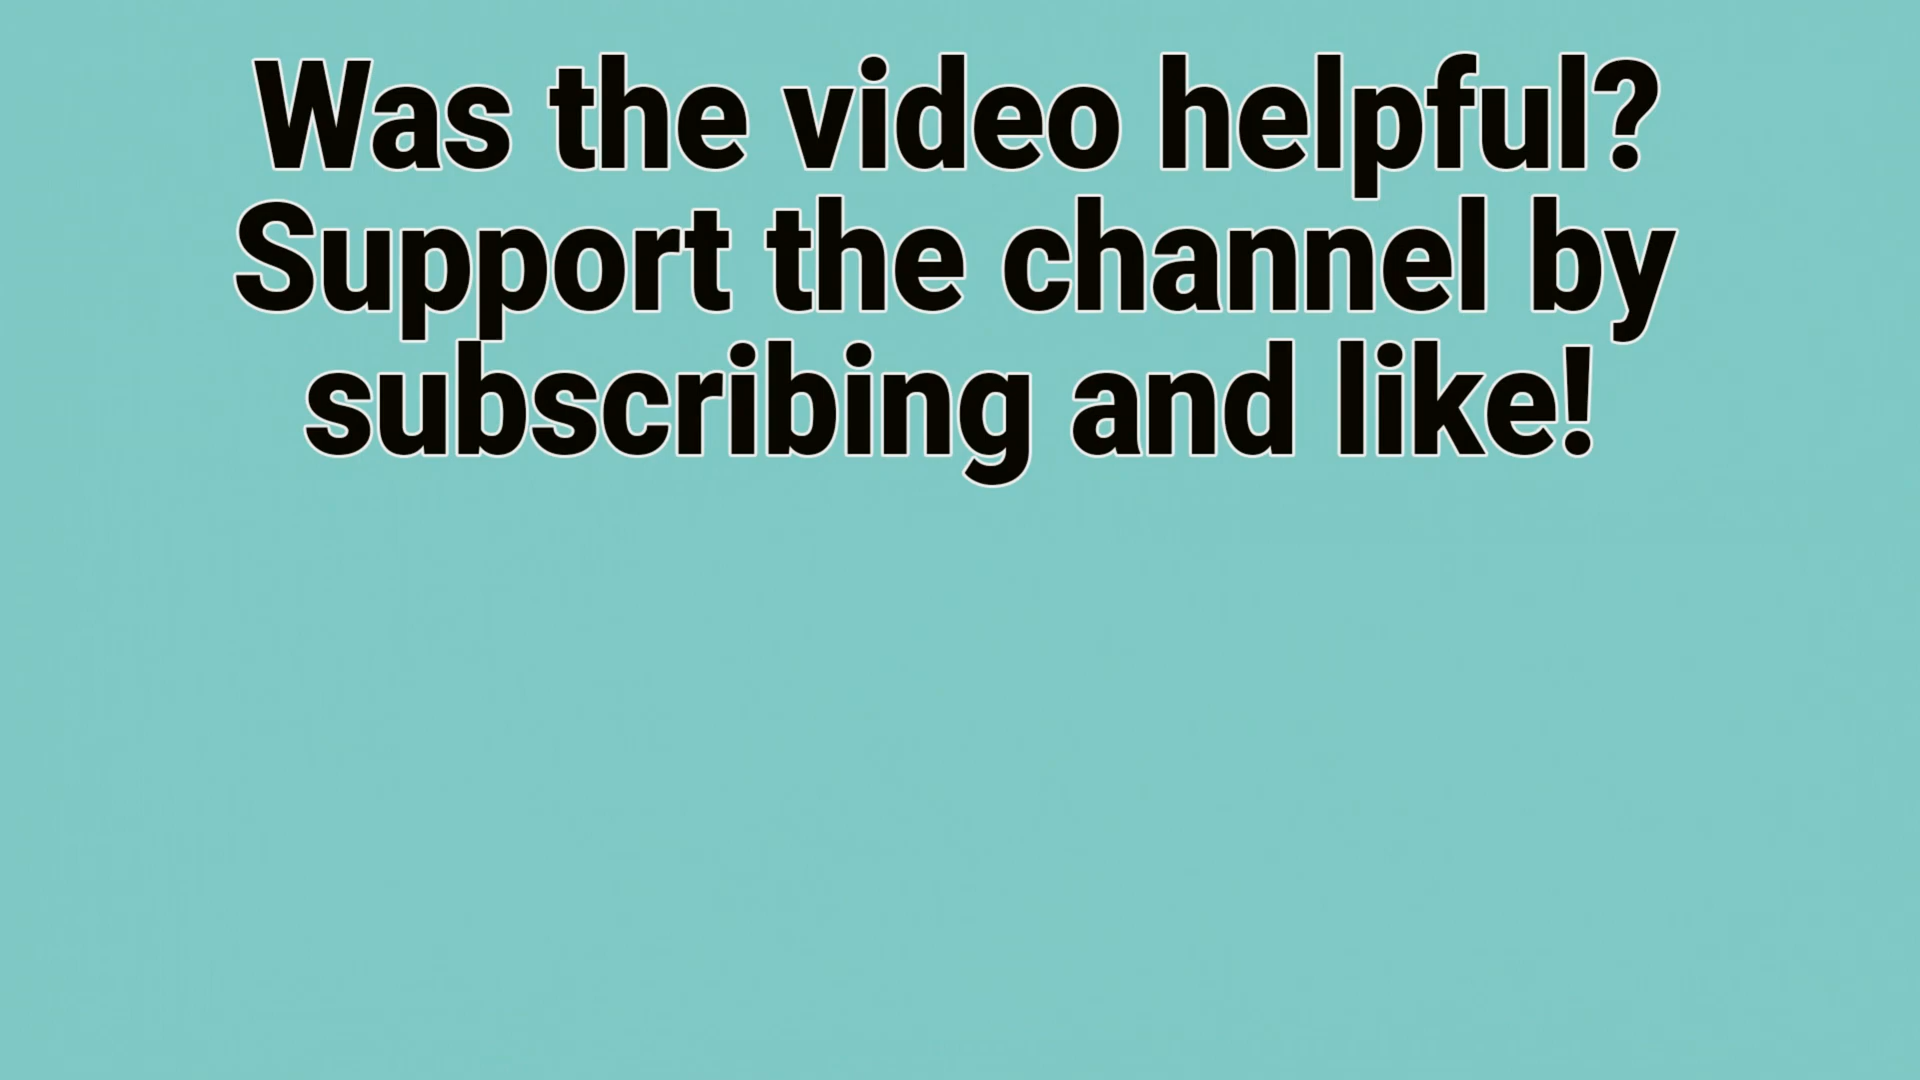 Was the video helpful?
Support the channel by
subscribing and like!